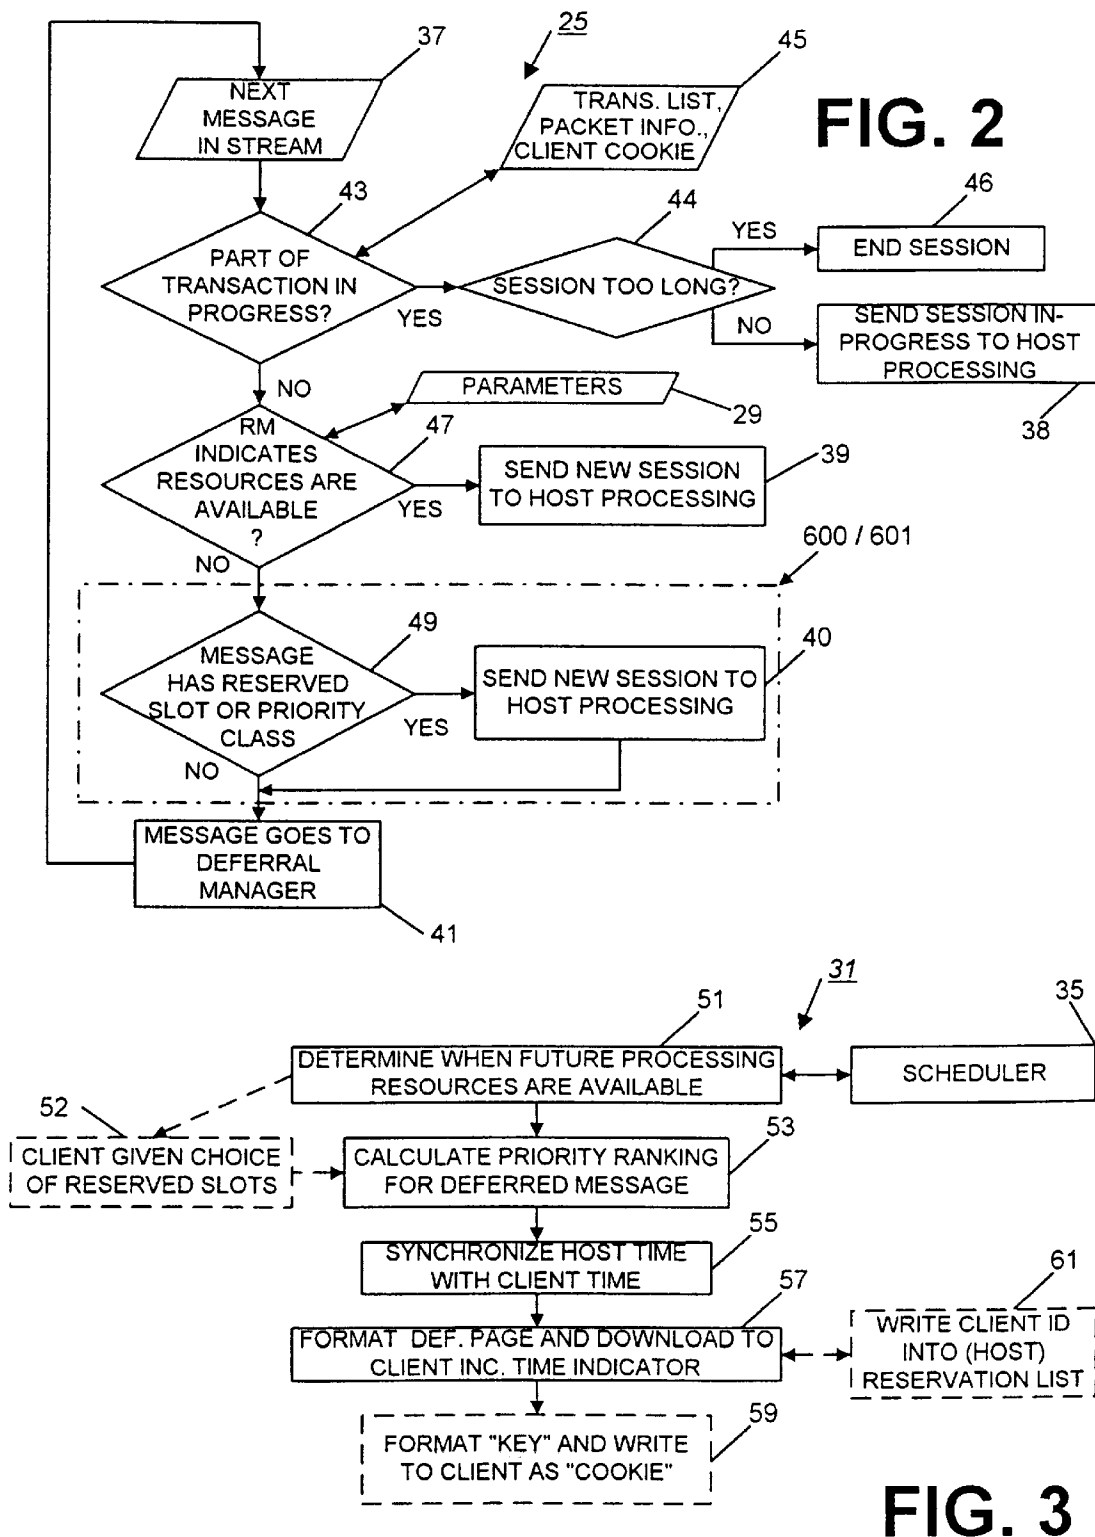 25
37
45
NEXT
MESSAGE
IN STREAM
TRANS. LIST,
PACKET INFO.,
CLIENT COOKIE
FIG. 2
43
44
46
PART OF
TRANSACTION IN
PROGRESS?
YES
SESSION TOO LONG?
YES
END SESSION
NO
SEND SESSION IN-
PROGRESS TO HOST
PROCESSING
38
NO
PARAMETERS
29
RM
INDICATES
RESOURCES ARE
AVAILABLE
?
47
YES
SEND NEW SESSION
TO HOST PROCESSING
39
NO
600 / 601
MESSAGE
HAS RESERVED
SLOT OR PRIORITY
CLASS
49
YES
SEND NEW SESSION TO
HOST PROCESSING
40
NO
MESSAGE GOES TO
DEFERRAL
MANAGER
41
31
51
35
DETERMINE WHEN FUTURE PROCESSING
RESOURCES ARE AVAILABLE
SCHEDULER
52
CLIENT GIVEN CHOICE
OF RESERVED SLOTS
53
CALCULATE PRIORITY RANKING
FOR DEFERRED MESSAGE
55
SYNCHRONIZE HOST TIME
WITH CLIENT TIME
57
61
FORMAT DEF. PAGE AND DOWNLOAD TO
CLIENT INC. TIME INDICATOR
WRITE CLIENT ID
INTO (HOST)
RESERVATION LIST
59
FORMAT "KEY" AND WRITE
TO CLIENT AS "COOKIE"
FIG. 3